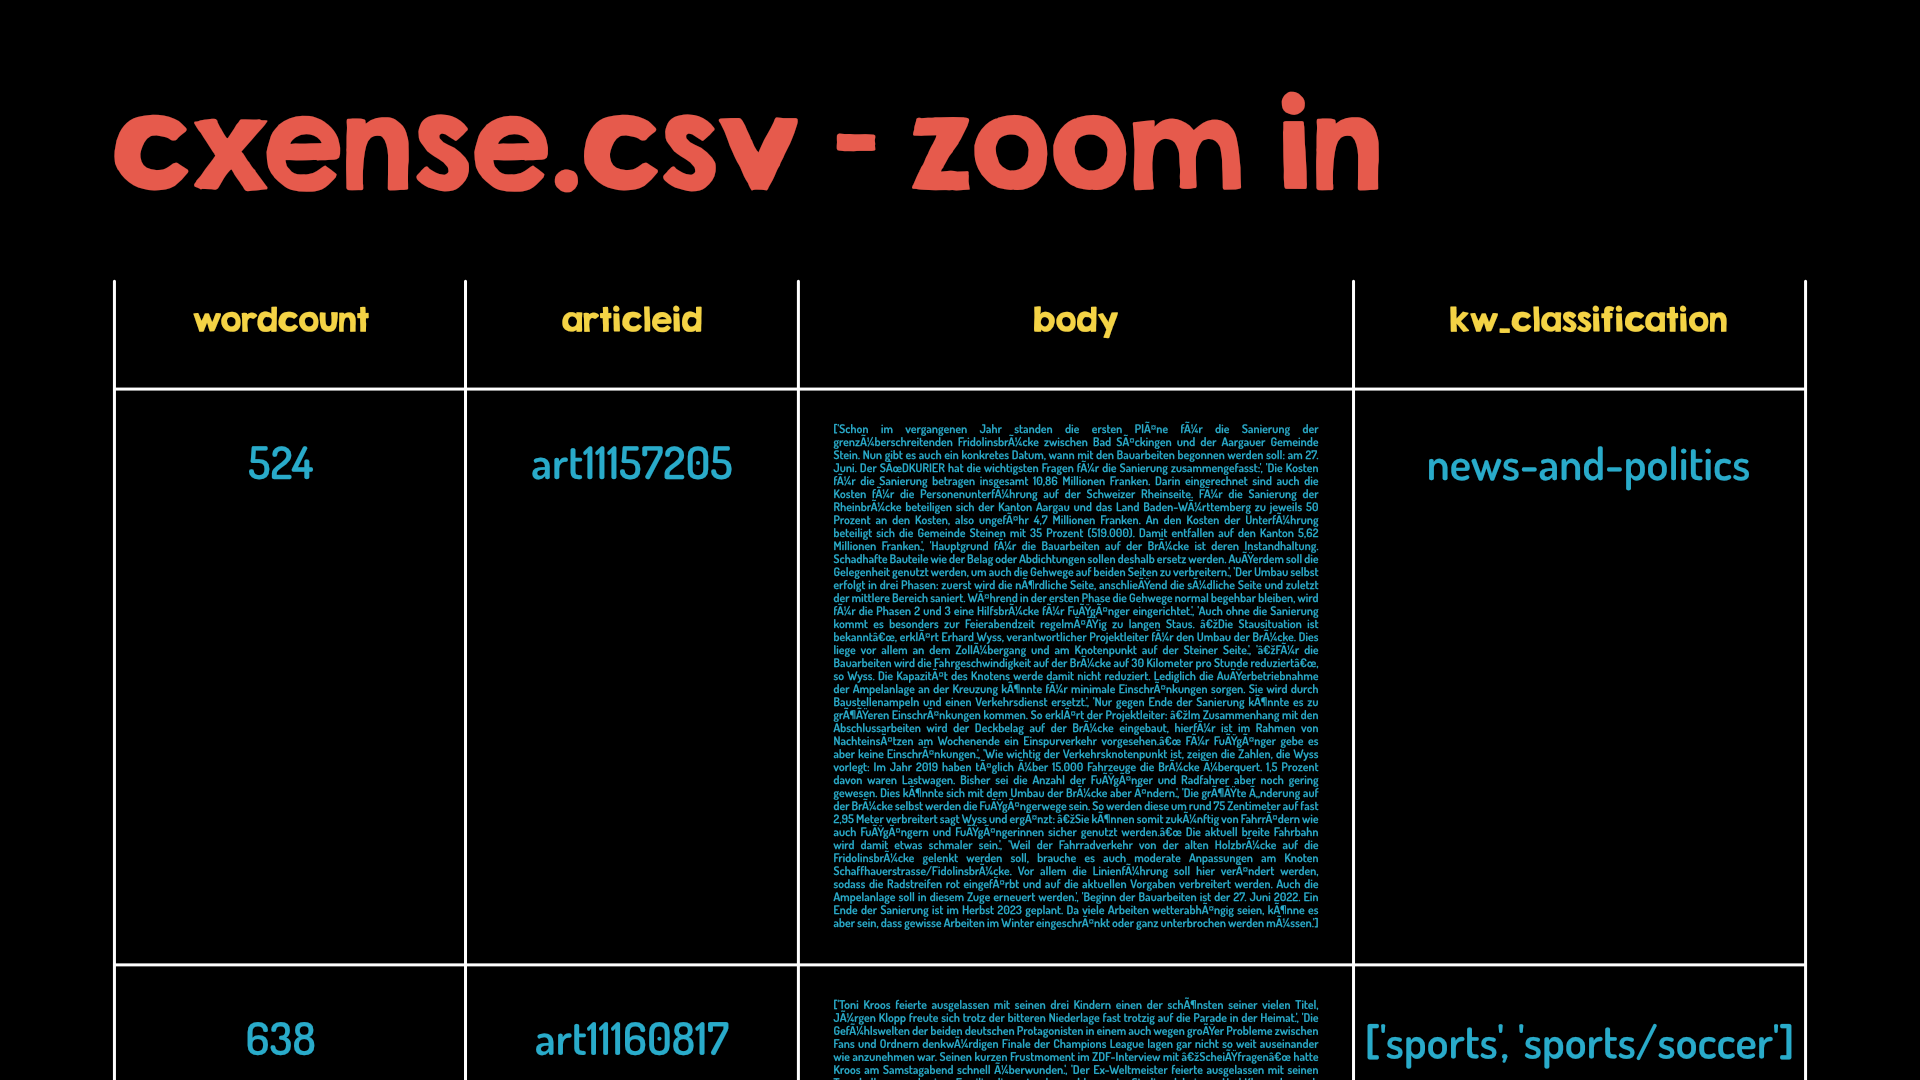 cxense.csv - zoom in
wordcount articleid body kw_classification
524 art11157205 news-and-politics
['Schon im vergangenen Jahr standen die ersten PlÃ¤ne fÃ¼r die Sanierung der
grenzÃ¼berschreitenden FridolinsbrÃ¼cke zwischen Bad SÃ¤ckingen und der Aargauer Gemeinde
Stein. Nun gibt es auch ein konkretes Datum, wann mit den Bauarbeiten begonnen werden soll: am 27.
Juni. Der SÃœDKURIER hat die wichtigsten Fragen fÃ¼r die Sanierung zusammengefasst:', 'Die Kosten
fÃ¼r die Sanierung betragen insgesamt 10,86 Millionen Franken. Darin eingerechnet sind auch die
Kosten fÃ¼r die PersonenunterfÃ¼hrung auf der Schweizer Rheinseite. FÃ¼r die Sanierung der
RheinbrÃ¼cke beteiligen sich der Kanton Aargau und das Land Baden-WÃ¼rttemberg zu jeweils 50
Prozent an den Kosten, also ungefÃ¤hr 4,7 Millionen Franken. An den Kosten der UnterfÃ¼hrung
beteiligt sich die Gemeinde Steinen mit 35 Prozent (519.000). Damit entfallen auf den Kanton 5,62
Millionen Franken.', 'Hauptgrund fÃ¼r die Bauarbeiten auf der BrÃ¼cke ist deren Instandhaltung.
Schadhafte Bauteile wie der Belag oder Abdichtungen sollen deshalb ersetz werden. AuÃŸerdem soll die
Gelegenheit genutzt werden, um auch die Gehwege auf beiden Seiten zu verbreitern.', 'Der Umbau selbst
erfolgt in drei Phasen: zuerst wird die nÃ¶rdliche Seite, anschlieÃŸend die sÃ¼dliche Seite und zuletzt
der mittlere Bereich saniert. WÃ¤hrend in der ersten Phase die Gehwege normal begehbar bleiben, wird
fÃ¼r die Phasen 2 und 3 eine HilfsbrÃ¼cke fÃ¼r FuÃŸgÃ¤nger eingerichtet.', 'Auch ohne die Sanierung
kommt es besonders zur Feierabendzeit regelmÃ¤ÃŸig zu langen Staus. â€žDie Stausituation ist
bekanntâ€œ, erklÃ¤rt Erhard Wyss, verantwortlicher Projektleiter fÃ¼r den Umbau der BrÃ¼cke. Dies
liege vor allem an dem ZollÃ¼bergang und am Knotenpunkt auf der Steiner Seite.', 'â€žFÃ¼r die
Bauarbeiten wird die Fahrgeschwindigkeit auf der BrÃ¼cke auf 30 Kilometer pro Stunde reduziertâ€œ,
so Wyss. Die KapazitÃ¤t des Knotens werde damit nicht reduziert. Lediglich die AuÃŸerbetriebnahme
der Ampelanlage an der Kreuzung kÃ¶nnte fÃ¼r minimale EinschrÃ¤nkungen sorgen. Sie wird durch
Baustellenampeln und einen Verkehrsdienst ersetzt.', 'Nur gegen Ende der Sanierung kÃ¶nnte es zu
grÃ¶ÃŸeren EinschrÃ¤nkungen kommen. So erklÃ¤rt der Projektleiter: â€žIm Zusammenhang mit den
Abschlussarbeiten wird der Deckbelag auf der BrÃ¼cke eingebaut, hierfÃ¼r ist im Rahmen von
NachteinsÃ¤tzen am Wochenende ein Einspurverkehr vorgesehen.â€œ FÃ¼r FuÃŸgÃ¤nger gebe es
aber keine EinschrÃ¤nkungen.', 'Wie wichtig der Verkehrsknotenpunkt ist, zeigen die Zahlen, die Wyss
vorlegt: Im Jahr 2019 haben tÃ¤glich Ã¼ber 15.000 Fahrzeuge die BrÃ¼cke Ã¼berquert. 1,5 Prozent
davon waren Lastwagen. Bisher sei die Anzahl der FuÃŸgÃ¤nger und Radfahrer aber noch gering
gewesen. Dies kÃ¶nnte sich mit dem Umbau der BrÃ¼cke aber Ã¤ndern.', 'Die grÃ¶ÃŸte Ã„nderung auf
der BrÃ¼cke selbst werden die FuÃŸgÃ¤ngerwege sein. So werden diese um rund 75 Zentimeter auf fast
2,95 Meter verbreitert sagt Wyss und ergÃ¤nzt: â€žSie kÃ¶nnen somit zukÃ¼nftig von FahrrÃ¤dern wie
auch FuÃŸgÃ¤ngern und FuÃŸgÃ¤ngerinnen sicher genutzt werden.â€œ Die aktuell breite Fahrbahn
wird damit etwas schmaler sein.', 'Weil der Fahrradverkehr von der alten HolzbrÃ¼cke auf die
FridolinsbrÃ¼cke gelenkt werden soll, brauche es auch moderate Anpassungen am Knoten
Schaffhauerstrasse/FidolinsbrÃ¼cke. Vor allem die LinienfÃ¼hrung soll hier verÃ¤ndert werden,
sodass die Radstreifen rot eingefÃ¤rbt und auf die aktuellen Vorgaben verbreitert werden. Auch die
Ampelanlage soll in diesem Zuge erneuert werden.', 'Beginn der Bauarbeiten ist der 27. Juni 2022. Ein
Ende der Sanierung ist im Herbst 2023 geplant. Da viele Arbeiten wetterabhÃ¤ngig seien, kÃ¶nne es
aber sein, dass gewisse Arbeiten im Winter eingeschrÃ¤nkt oder ganz unterbrochen werden mÃ¼ssen.']
638 art11160817 ['sports', 'sports/soccer']
['Toni Kroos feierte ausgelassen mit seinen drei Kindern einen der schÃ¶nsten seiner vielen Titel,
JÃ¼rgen Klopp freute sich trotz der bitteren Niederlage fast trotzig auf die Parade in der Heimat.', 'Die
GefÃ¼hlswelten der beiden deutschen Protagonisten in einem auch wegen groÃŸer Probleme zwischen
Fans und Ordnern denkwÃ¼rdigen Finale der Champions League lagen gar nicht so weit auseinander
wie anzunehmen war. Seinen kurzen Frustmoment im ZDF-Interview mit â€žScheiÃŸfragenâ€œ hatte
Kroos am Samstagabend schnell Ã¼berwunden.', 'Der Ex-Weltmeister feierte ausgelassen mit seinen